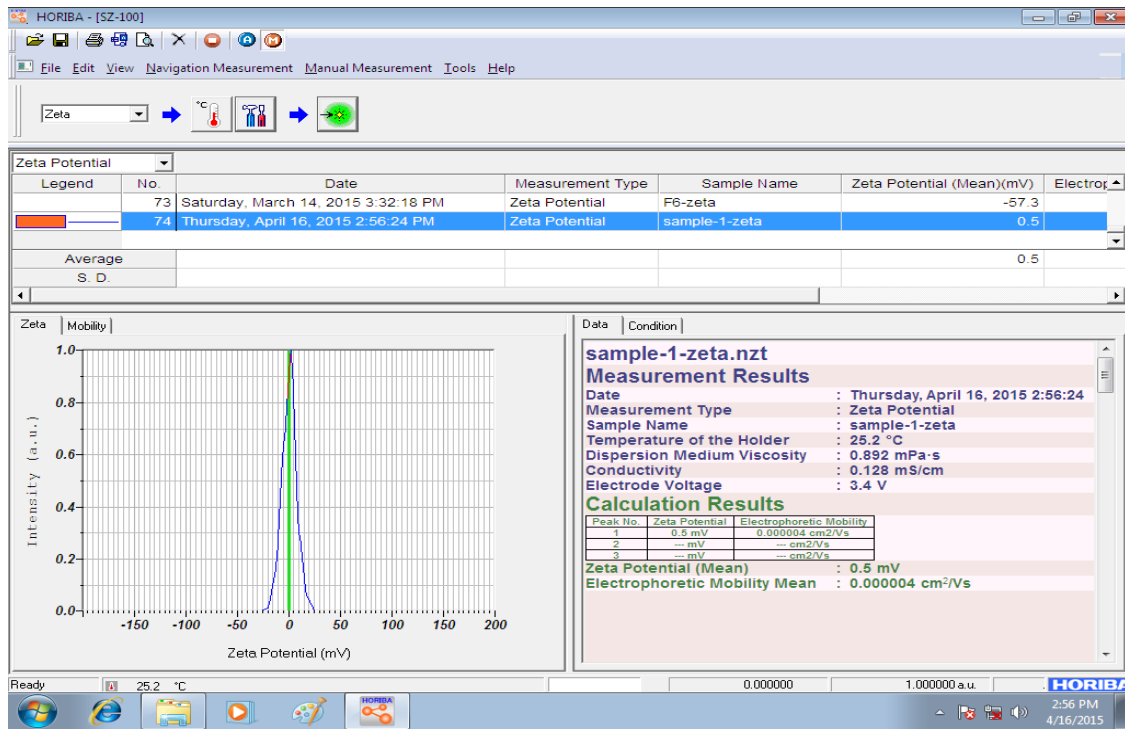 HORIBA - [SZ-100]
File Edit View Navigation Measurement Manual Measurement Tools Help
Zeta
°C
Zeta Potential
Legend No. Date Measurement Type Sample Name Zeta Potential (Mean)(mV) Electrop
73 Saturday, March 14, 2015 3:32:18 PM Zeta Potential F6-zeta -57.3
74 Thursday, April 16, 2015 2:56:24 PM Zeta Potential sample-1-zeta 0.5
Average 0.5
S. D.
Zeta Mobility
1.0
0.8
0.6
0.4
0.2
0.0
Intensity (a.u.)
-150 -100 -50 0 50 100 150 200
Zeta Potential (mV)
Data Condition
sample-1-zeta.nzt
Measurement Results
Date : Thursday, April 16, 2015 2:56:24
Measurement Type : Zeta Potential
Sample Name : sample-1-zeta
Temperature of the Holder : 25.2 °C
Dispersion Medium Viscosity : 0.892 mPa·s
Conductivity : 0.128 mS/cm
Electrode Voltage : 3.4 V
Calculation Results
Peak No. Zeta Potential Electrophoretic Mobility
1 0.5 mV 0.000004 cm2/Vs
2 --- mV --- cm2/Vs
3 --- mV --- cm2/Vs
Zeta Potential (Mean) : 0.5 mV
Electrophoretic Mobility Mean : 0.000004 cm²/Vs
Ready 25.2 °C 0.000000 1.000000 a.u. HORIBA
HORIBA
2:56 PM
4/16/2015